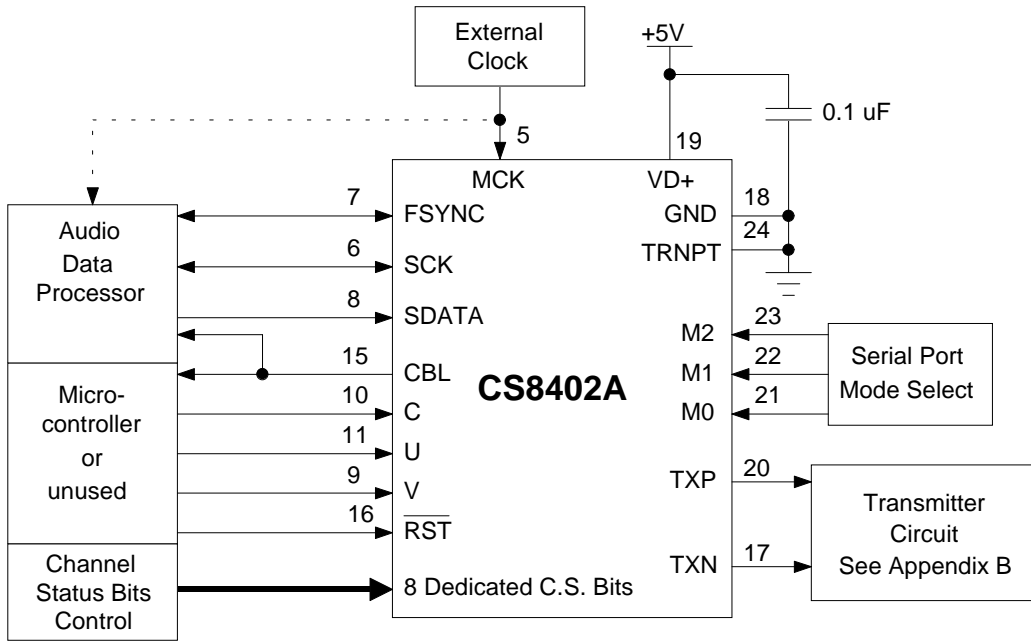 External
Clock
+5V
0.1 uF
5
19
MCK
VD+
Audio
Data
Processor
7
FSYNC
6
SCK
8
SDATA
15
CBL
10
C
11
U
9
V
16
RST
Micro-
controller
or
unused
Channel
Status Bits
Control
8 Dedicated C.S. Bits
CS8402A
GND
18
TRNPT
24
M2
23
M1
22
M0
21
Serial Port
Mode Select
TXP
20
TXN
17
Transmitter
Circuit
See Appendix B